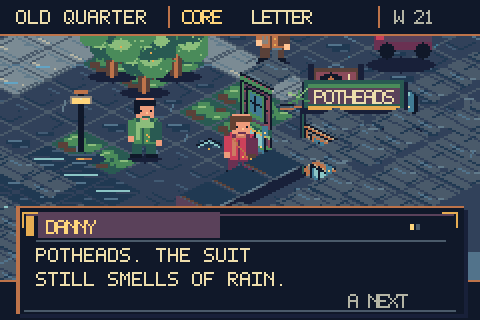 OLD QUARTER CORE LETTER W 21
POTHEADS
DANNY
POTHEADS. THE SUIT
STILL SMELLS OF RAIN.
A NEXT